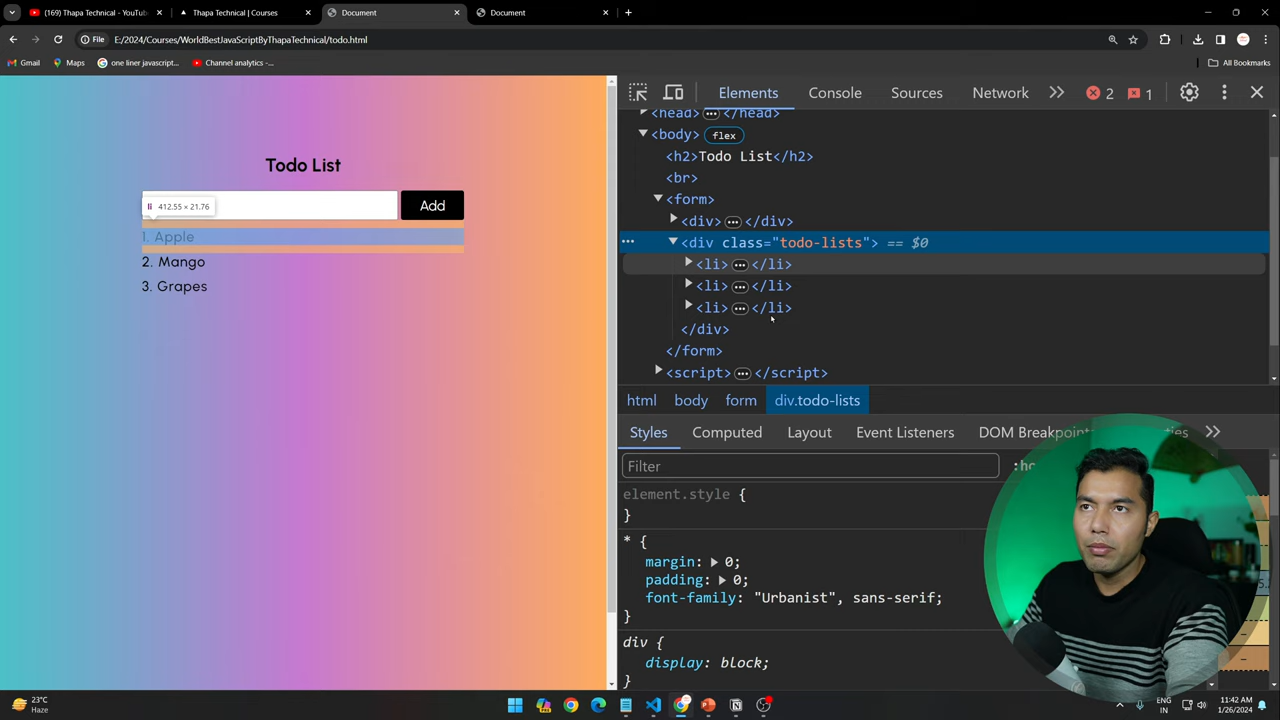 (169) Thapa Technical - YouTub
Thapa Technical | Courses
Document
Document
File
E:/2024/Courses/WorldBestJavaScriptByThapaTechnical/todo.html
Gmail
Maps
one liner javascript...
Channel analytics -...
All Bookmarks
Todo List
Add
li 412.55 × 21.76
1. Apple
2. Mango
3. Grapes
Elements
Console
Sources
Network
2
1
<head> </head>
<body> flex
<h2>Todo List</h2>
<br>
<form>
<div> </div>
<div class="todo-lists"> == $0
<li> </li>
<li> </li>
<li> </li>
</div>
</form>
<script> </script>
html body form div.todo-lists
Styles
Computed
Layout
Event Listeners
DOM Breakpoint
Filter
element.style {
}
* {
margin: 0;
padding: 0;
font-family: "Urbanist", sans-serif;
}
div {
display: block;
}
23°C
Haze
ENG
IN
11:42 AM
1/26/2024